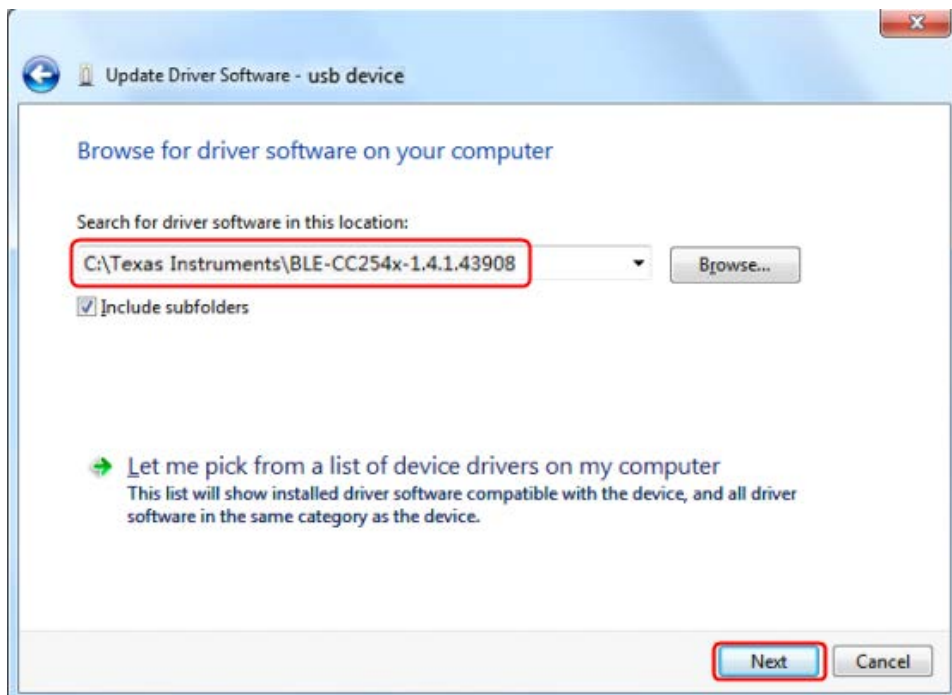 Update Driver Software - usb device
Browse for driver software on your computer
Search for driver software in this location:
C:\Texas Instruments\BLE-CC254x-1.4.1.43908
Browse...
Include subfolders
Let me pick from a list of device drivers on my computer
This list will show installed driver software compatible with the device, and all driver
software in the same category as the device.
Next
Cancel